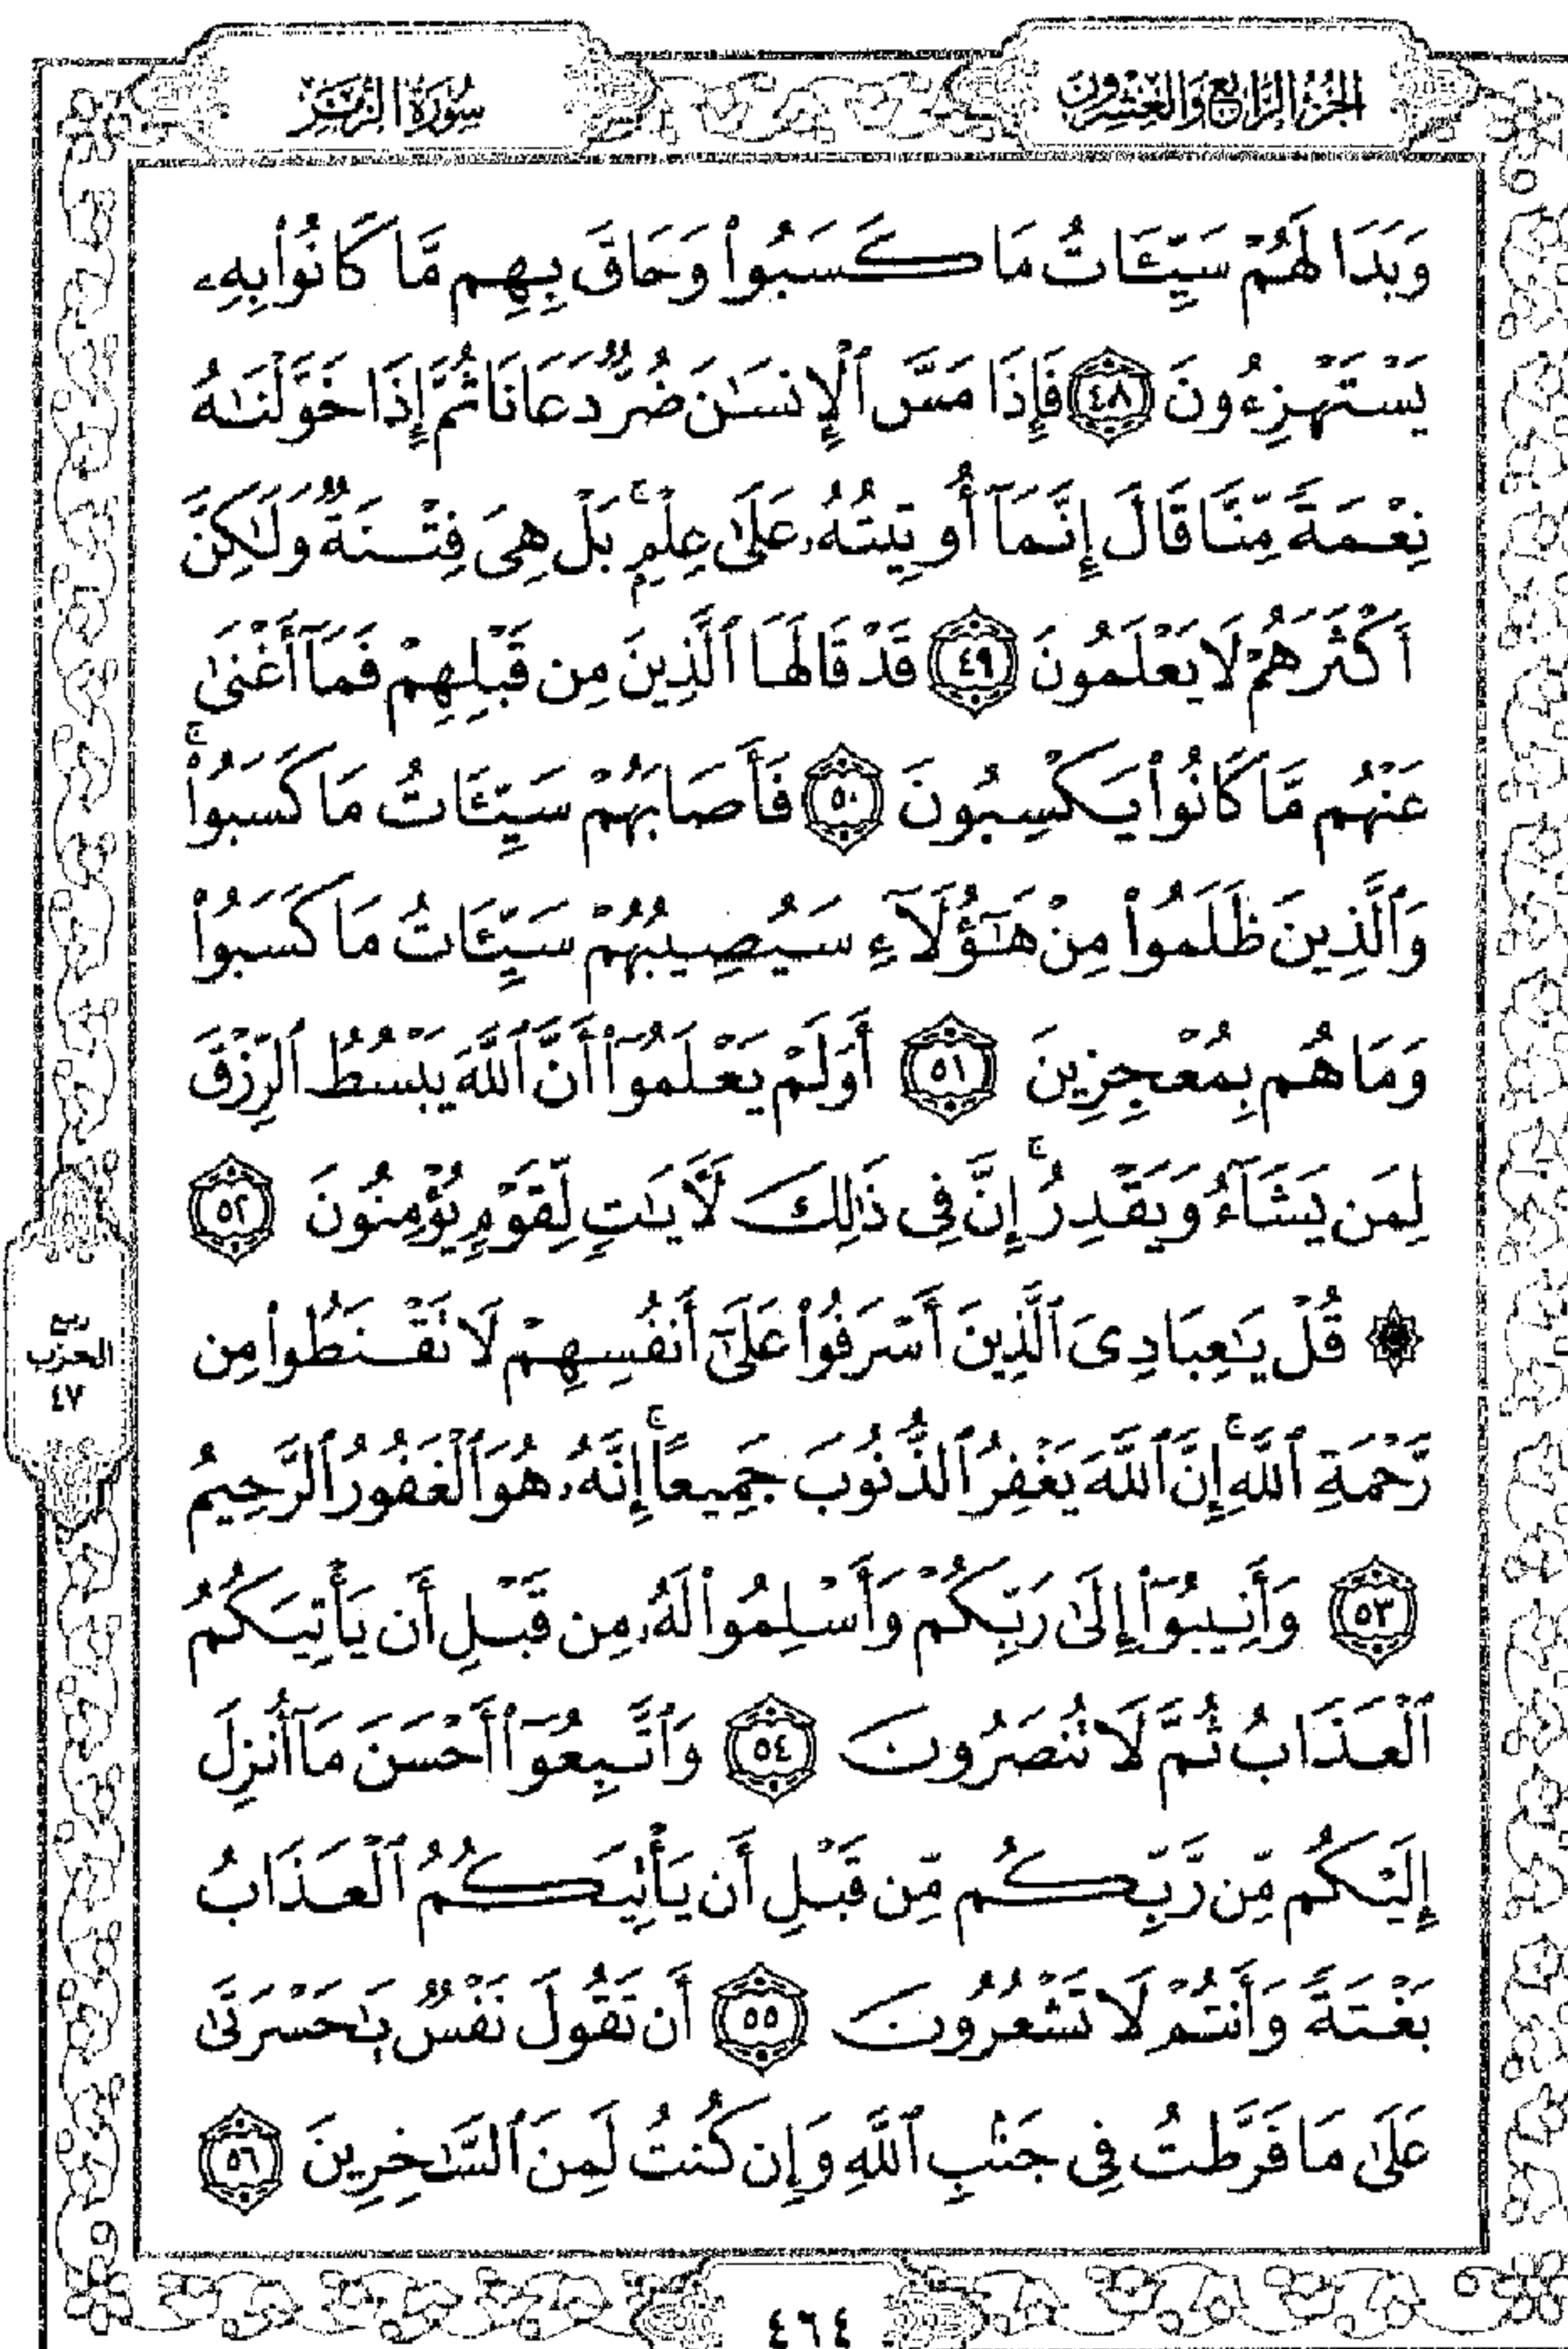 الجزء الرابع والعشرون
سورة الزمر
وَبَدَا لَهُمْ سَيِّـَٔاتُ مَا كَسَبُوا۟ وَحَاقَ بِهِم مَّا كَانُوا۟ بِهِۦ
يَسْتَهْزِءُونَ ٤٨ فَإِذَا مَسَّ ٱلْإِنسَـٰنَ ضُرٌّ دَعَانَا ثُمَّ إِذَا خَوَّلْنَـٰهُ
نِعْمَةً مِّنَّا قَالَ إِنَّمَآ أُوتِيتُهُۥ عَلَىٰ عِلْمٍۭ ۚ بَلْ هِىَ فِتْنَةٌ وَلَـٰكِنَّ
أَكْثَرَهُمْ لَا يَعْلَمُونَ ٤٩ قَدْ قَالَهَا ٱلَّذِينَ مِن قَبْلِهِمْ فَمَآ أَغْنَىٰ
عَنْهُم مَّا كَانُوا۟ يَكْسِبُونَ ٥٠ فَأَصَابَهُمْ سَيِّـَٔاتُ مَا كَسَبُوا۟ ۚ
وَٱلَّذِينَ ظَلَمُوا۟ مِنْ هَـٰٓؤُلَآءِ سَيُصِيبُهُمْ سَيِّـَٔاتُ مَا كَسَبُوا۟
وَمَا هُم بِمُعْجِزِينَ ٥١ أَوَلَمْ يَعْلَمُوٓا۟ أَنَّ ٱللَّهَ يَبْسُطُ ٱلرِّزْقَ
لِمَن يَشَآءُ وَيَقْدِرُ ۚ إِنَّ فِى ذَٰلِكَ لَـَٔايَـٰتٍ لِّقَوْمٍ يُؤْمِنُونَ ٥٢
۞ قُلْ يَـٰعِبَادِىَ ٱلَّذِينَ أَسْرَفُوا۟ عَلَىٰٓ أَنفُسِهِمْ لَا تَقْنَطُوا۟ مِن
رَّحْمَةِ ٱللَّهِ ۚ إِنَّ ٱللَّهَ يَغْفِرُ ٱلذُّنُوبَ جَمِيعًا ۚ إِنَّهُۥ هُوَ ٱلْغَفُورُ ٱلرَّحِيمُ
٥٣ وَأَنِيبُوٓا۟ إِلَىٰ رَبِّكُمْ وَأَسْلِمُوا۟ لَهُۥ مِن قَبْلِ أَن يَأْتِيَكُمُ
ٱلْعَذَابُ ثُمَّ لَا تُنصَرُونَ ٥٤ وَٱتَّبِعُوٓا۟ أَحْسَنَ مَآ أُنزِلَ
إِلَيْكُم مِّن رَّبِّكُم مِّن قَبْلِ أَن يَأْتِيَكُمُ ٱلْعَذَابُ
بَغْتَةً وَأَنتُمْ لَا تَشْعُرُونَ ٥٥ أَن تَقُولَ نَفْسٌ يَـٰحَسْرَتَىٰ
عَلَىٰ مَا فَرَّطتُ فِى جَنۢبِ ٱللَّهِ وَإِن كُنتُ لَمِنَ ٱلسَّـٰخِرِينَ ٥٦
ربع
الحزب
٤٧
٤٦٤